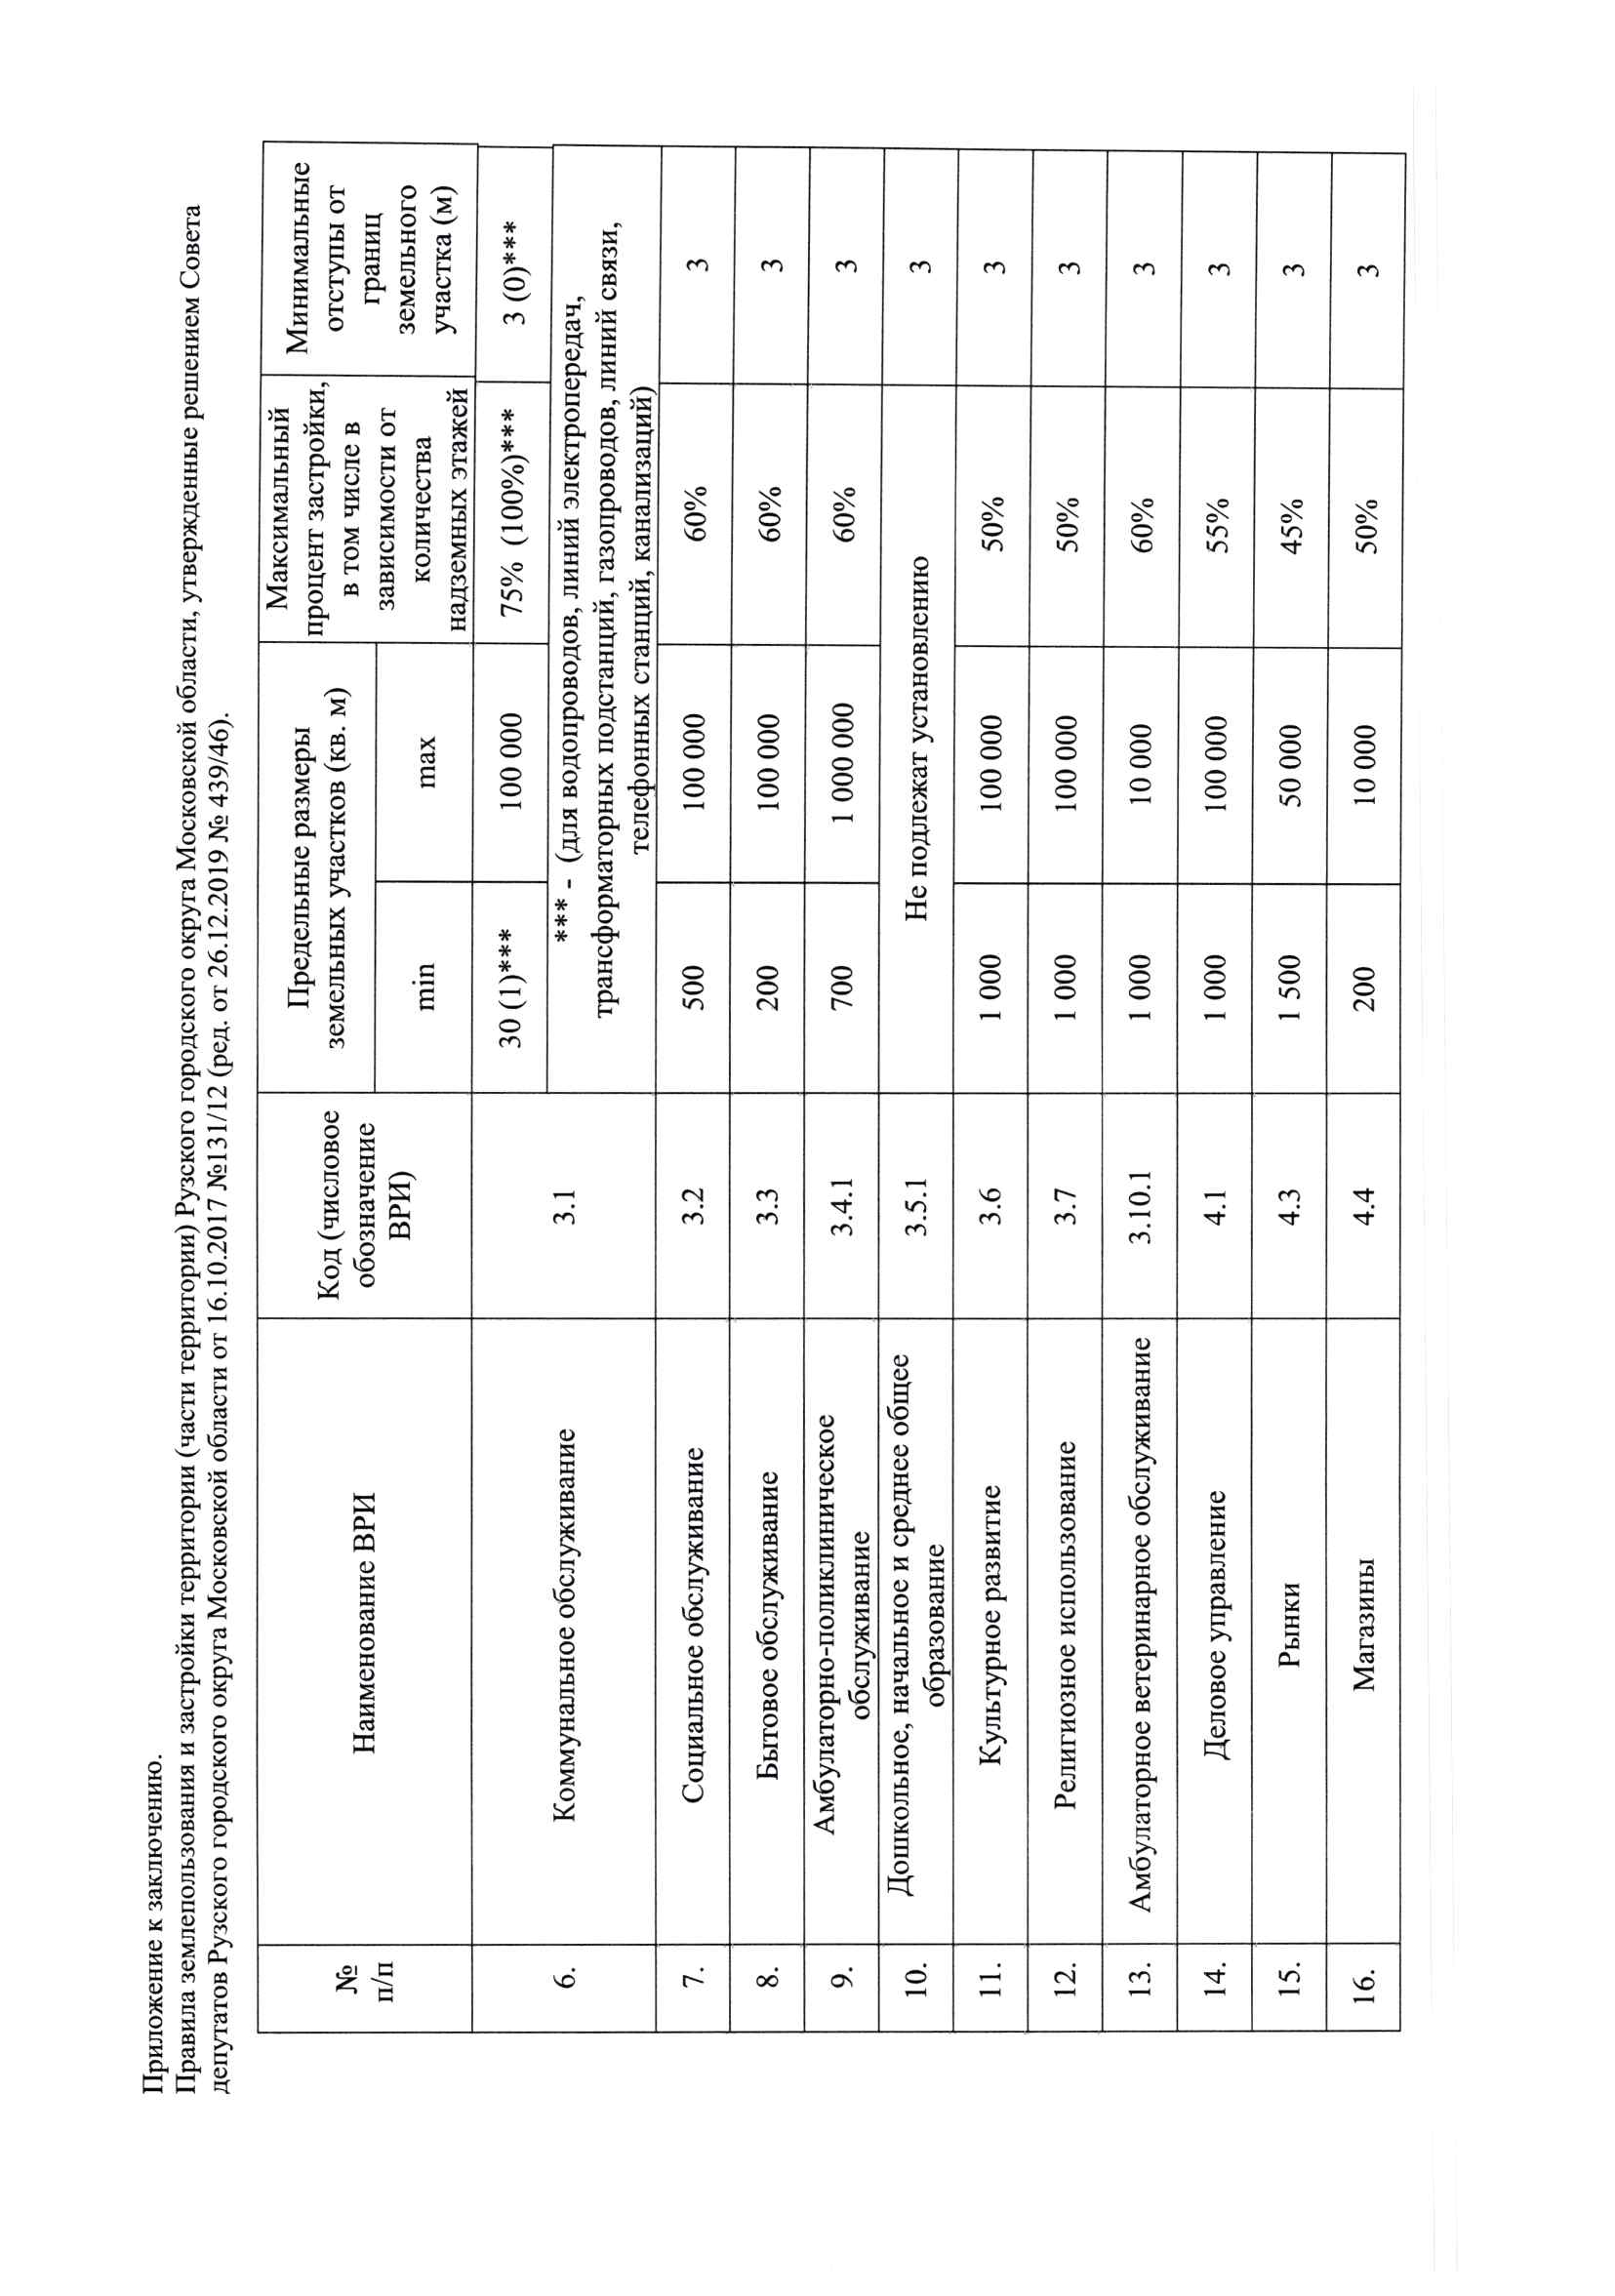 Приложение к заключению.
Правила землепользования и застройки территории (части территории) Рузского городского округа Московской области, утвержденные решением Совета
депутатов Рузского городского округа Московской области от 16.10.2017 №131/12 (ред. от 26.12.2019 № 439/46).
№
п/п
Наименование ВРИ
Код (числовое
обозначение
ВРИ)
Предельные размеры
земельных участков (кв. м)
min
max
Максимальный
процент застройки,
в том числе в
зависимости от
количества
надземных этажей
Минимальные
отступы от
границ
земельного
участка (м)
6.
Коммунальное обслуживание
3.1
30 (1)***
100 000
75% (100%)***
3 (0)***
*** - (для водопроводов, линий электропередач,
трансформаторных подстанций, газопроводов, линий связи,
телефонных станций, канализаций)
7.
Социальное обслуживание
3.2
500
100 000
60%
3
8.
Бытовое обслуживание
3.3
200
100 000
60%
3
9.
Амбулаторно-поликлиническое
обслуживание
3.4.1
700
1 000 000
60%
3
10.
Дошкольное, начальное и среднее общее
образование
3.5.1
Не подлежат установлению
3
11.
Культурное развитие
3.6
1 000
100 000
50%
3
12.
Религиозное использование
3.7
1 000
100 000
50%
3
13.
Амбулаторное ветеринарное обслуживание
3.10.1
1 000
10 000
60%
3
14.
Деловое управление
4.1
1 000
100 000
55%
3
15.
Рынки
4.3
1 500
50 000
45%
3
16.
Магазины
4.4
200
10 000
50%
3